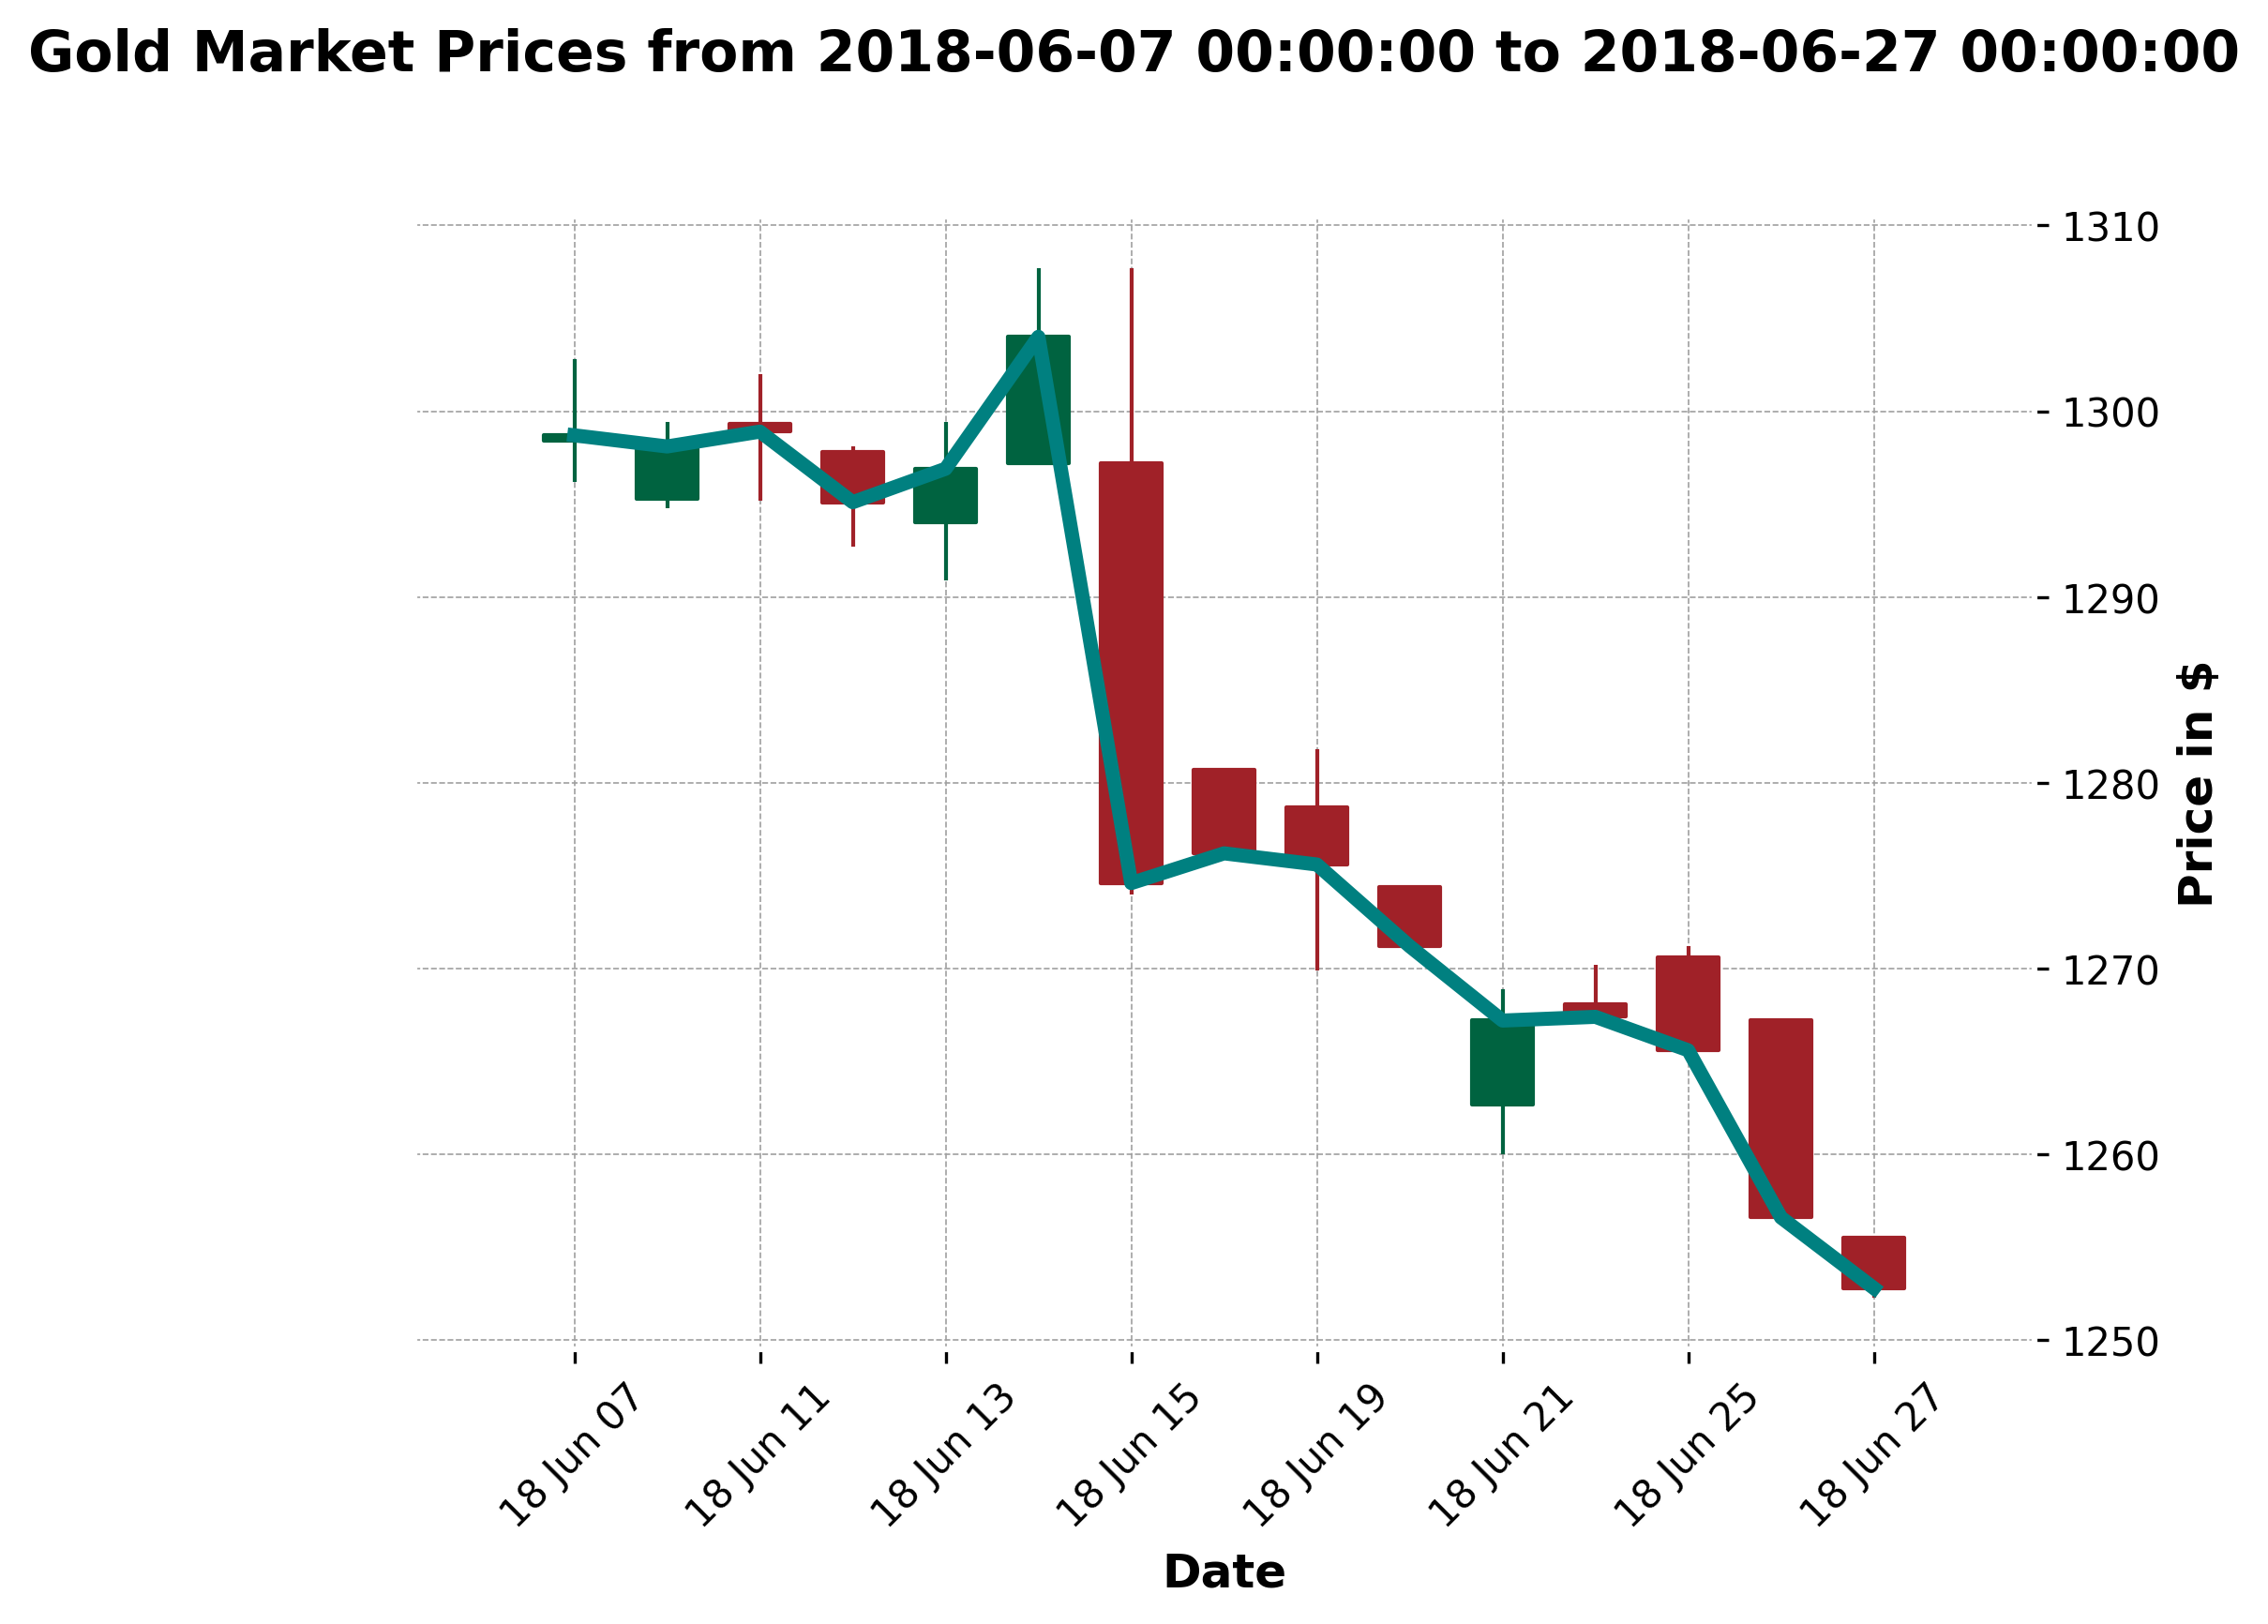 Gold Market Prices from 2018-06-07 00:00:00 to 2018-06-27 00:00:00
1310
1300
1290
1280
1270
1260
1250
Price in $
18 Jun 07
18 Jun 11
18 Jun 13
18 Jun 15
18 Jun 19
18 Jun 21
18 Jun 25
18 Jun 27
Date